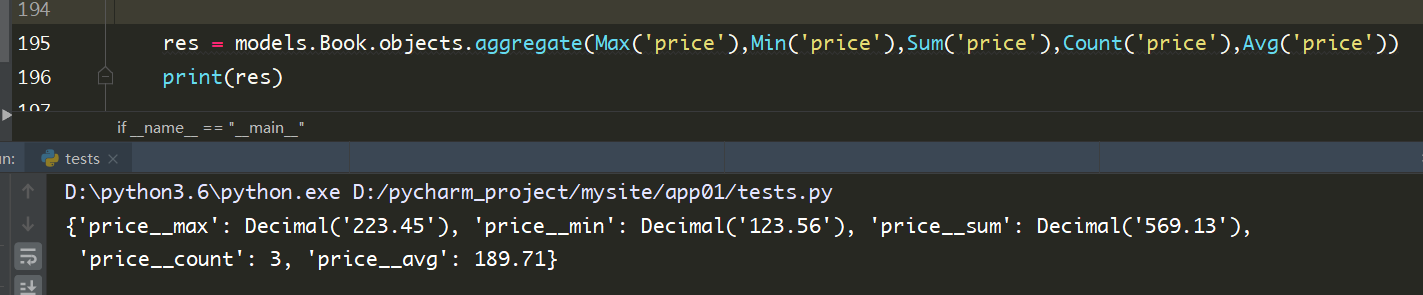 194
195 res = models.Book.objects.aggregate(Max('price'),Min('price'),Sum('price'),Count('price'),Avg('price'))
196 print(res)
197
if __name__ == "__main__"
un: tests ×
D:\python3.6\python.exe D:/pycharm_project/mysite/app01/tests.py
{'price__max': Decimal('223.45'), 'price__min': Decimal('123.56'), 'price__sum': Decimal('569.13'),
'price__count': 3, 'price__avg': 189.71}